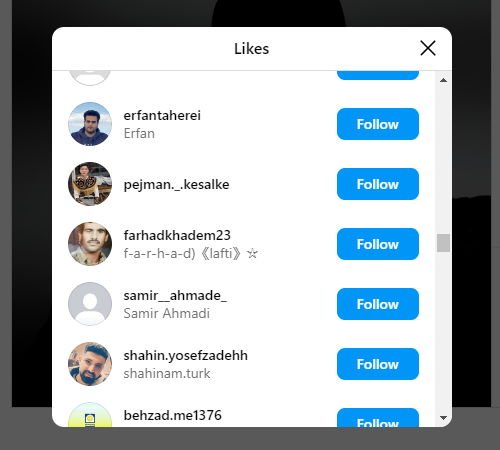 Likes
erfantaherei
Follow
Erfan
pejman._.kesalke
Follow
farhadkhadem23
Follow
f-a-r-h-a-d)《lafti》☆
samir__ahmade_
Follow
Samir Ahmadi
shahin.yosefzadehh
Follow
shahinam.turk
behzad.me1376
Follow